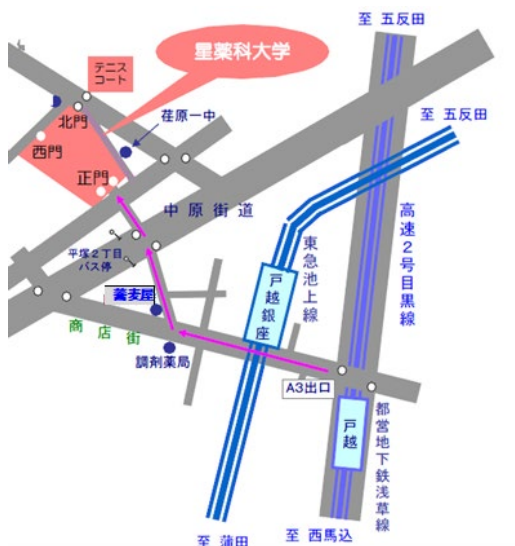 至 五反田
星薬科大学
テニス
コート
至 五反田
北門
荏原一中
西門
正門
中原街道
高速2号目黒線
東急池上線
平塚2丁目
バス停
戸越銀座
蕎麦屋
商店街
調剤薬局
A3出口
戸越
都営地下鉄浅草線
至 西馬込
至 蒲田